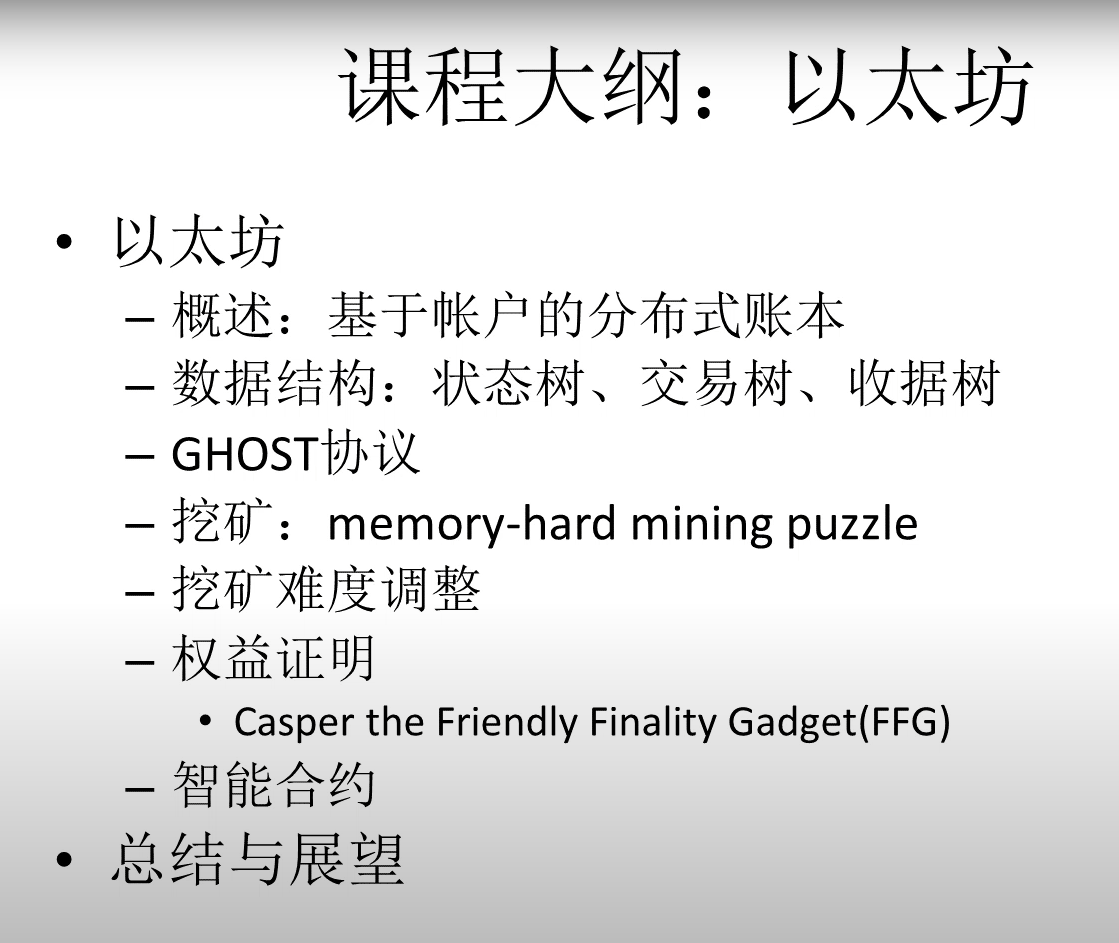 课程大纲：以太坊
• 以太坊
– 概述：基于帐户的分布式账本
– 数据结构：状态树、交易树、收据树
– GHOST协议
– 挖矿：memory-hard mining puzzle
– 挖矿难度调整
– 权益证明
• Casper the Friendly Finality Gadget(FFG)
– 智能合约
• 总结与展望